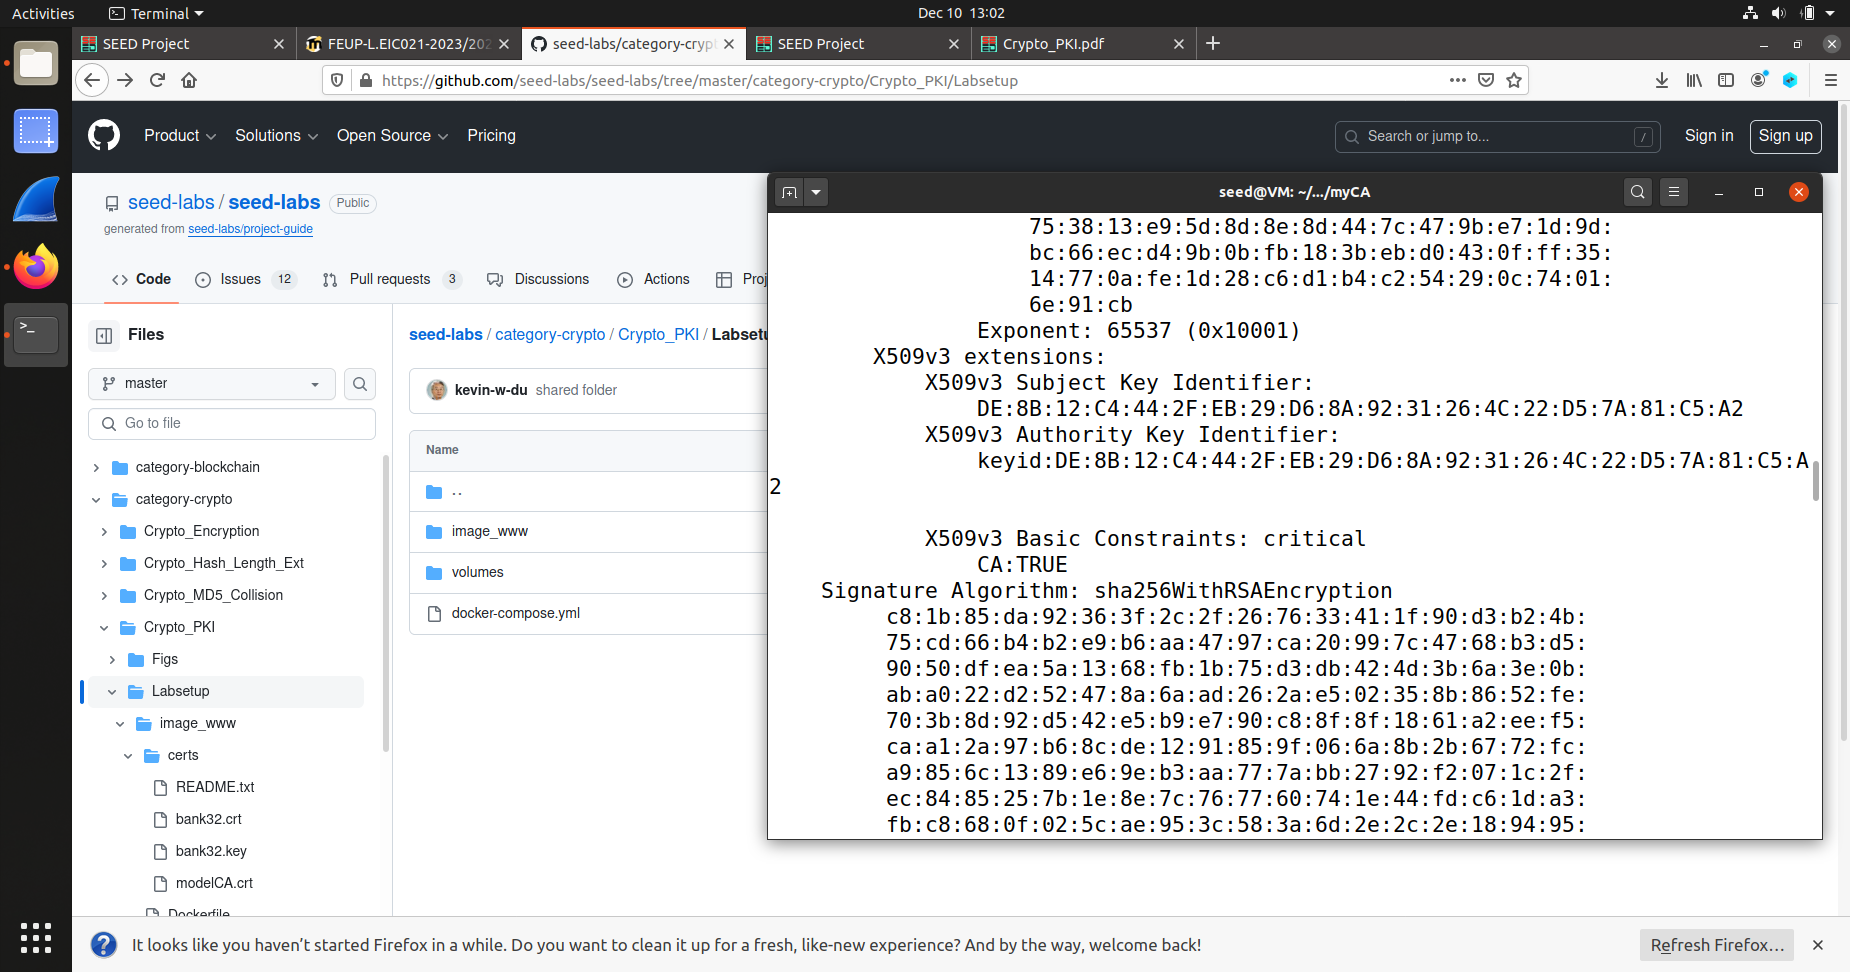 Activities
Terminal
Dec 10 13:02
SEED Project
FEUP-L.EIC021-2023/202
seed-labs/category-crypt
SEED Project
Crypto_PKI.pdf
https://github.com/seed-labs/seed-labs/tree/master/category-crypto/Crypto_PKI/Labsetup
Product
Solutions
Open Source
Pricing
Search or jump to...
/
Sign in
Sign up
seed-labs / seed-labs
Public
generated from seed-labs/project-guide
Code
Issues 12
Pull requests 3
Discussions
Actions
Proj
Files
master
Go to file
category-blockchain
category-crypto
Crypto_Encryption
Crypto_Hash_Length_Ext
Crypto_MD5_Collision
Crypto_PKI
Figs
Labsetup
image_www
certs
README.txt
bank32.crt
bank32.key
modelCA.crt
Dockerfile
seed-labs / category-crypto / Crypto_PKI / Labsetu
kevin-w-du shared folder
Name
..
image_www
volumes
docker-compose.yml
seed@VM: ~/.../myCA
75:38:13:e9:5d:8d:8e:8d:44:7c:47:9b:e7:1d:9d:
bc:66:ec:d4:9b:0b:fb:18:3b:eb:d0:43:0f:ff:35:
14:77:0a:fe:1d:28:c6:d1:b4:c2:54:29:0c:74:01:
6e:91:cb
Exponent: 65537 (0x10001)
X509v3 extensions:
X509v3 Subject Key Identifier:
DE:8B:12:C4:44:2F:EB:29:D6:8A:92:31:26:4C:22:D5:7A:81:C5:A2
X509v3 Authority Key Identifier:
keyid:DE:8B:12:C4:44:2F:EB:29:D6:8A:92:31:26:4C:22:D5:7A:81:C5:A
2
X509v3 Basic Constraints: critical
CA:TRUE
Signature Algorithm: sha256WithRSAEncryption
c8:1b:85:da:92:36:3f:2c:2f:26:76:33:41:1f:90:d3:b2:4b:
75:cd:66:b4:b2:e9:b6:aa:47:97:ca:20:99:7c:47:68:b3:d5:
90:50:df:ea:5a:13:68:fb:1b:75:d3:db:42:4d:3b:6a:3e:0b:
ab:a0:22:d2:52:47:8a:6a:ad:26:2a:e5:02:35:8b:86:52:fe:
70:3b:8d:92:d5:42:e5:b9:e7:90:c8:8f:8f:18:61:a2:ee:f5:
ca:a1:2a:97:b6:8c:de:12:91:85:9f:06:6a:8b:2b:67:72:fc:
a9:85:6c:13:89:e6:9e:b3:aa:77:7a:bb:27:92:f2:07:1c:2f:
ec:84:85:25:7b:1e:8e:7c:76:77:60:74:1e:44:fd:c6:1d:a3:
fb:c8:68:0f:02:5c:ae:95:3c:58:3a:6d:2e:2c:2e:18:94:95:
It looks like you haven't started Firefox in a while. Do you want to clean it up for a fresh, like-new experience? And by the way, welcome back!
Refresh Firefox...